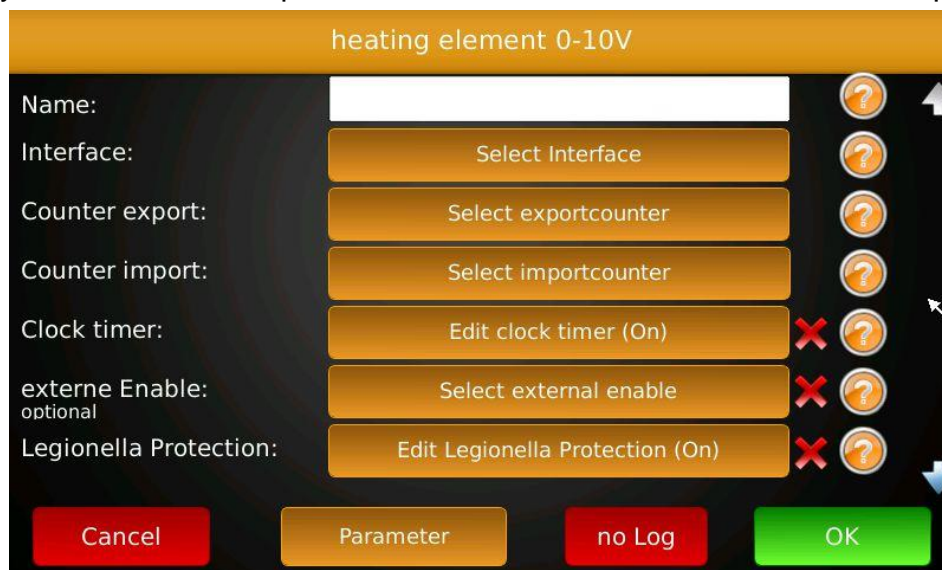 heating element 0-10V
Name:
Interface: Select Interface
Counter export: Select exportcounter
Counter import: Select importcounter
Clock timer: Edit clock timer (On)
externe Enable: Select external enable
optional
Legionella Protection: Edit Legionella Protection (On)
Cancel Parameter no Log OK